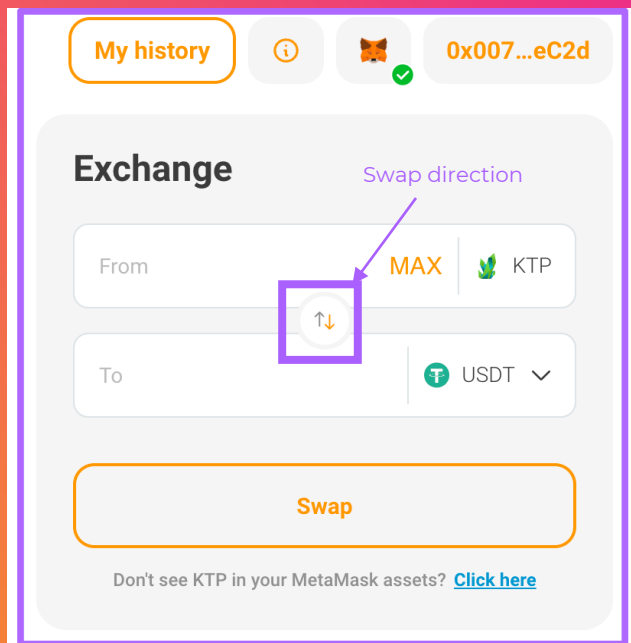 My history
0x007...eC2d
Exchange
Swap direction
From MAX KTP
To USDT
Swap
Don't see KTP in your MetaMask assets? Click here